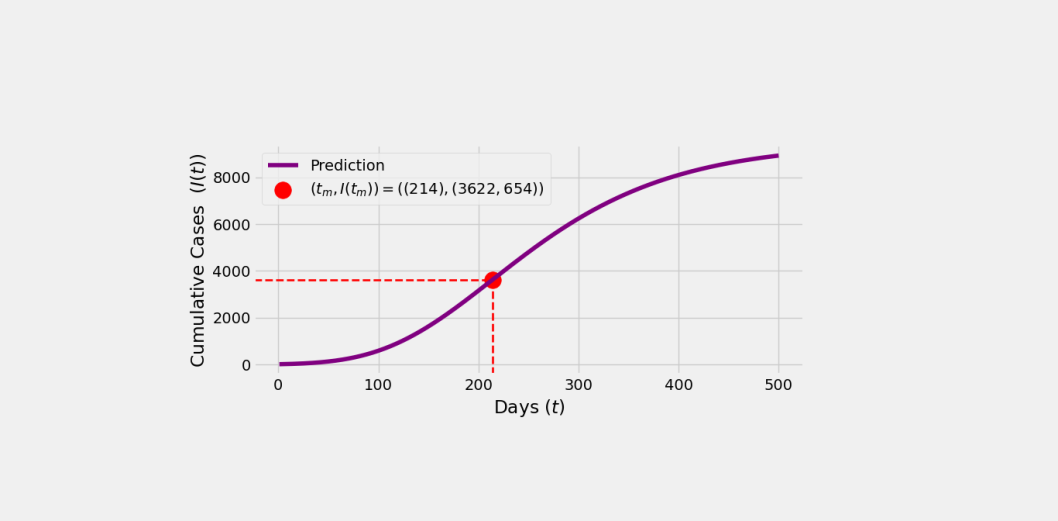 Prediction
(t_m, I(t_m)) = ((214), (3622, 654))
Cumulative Cases (I(t))
8000
6000
4000
2000
0
0 100 200 300 400 500
Days (t)